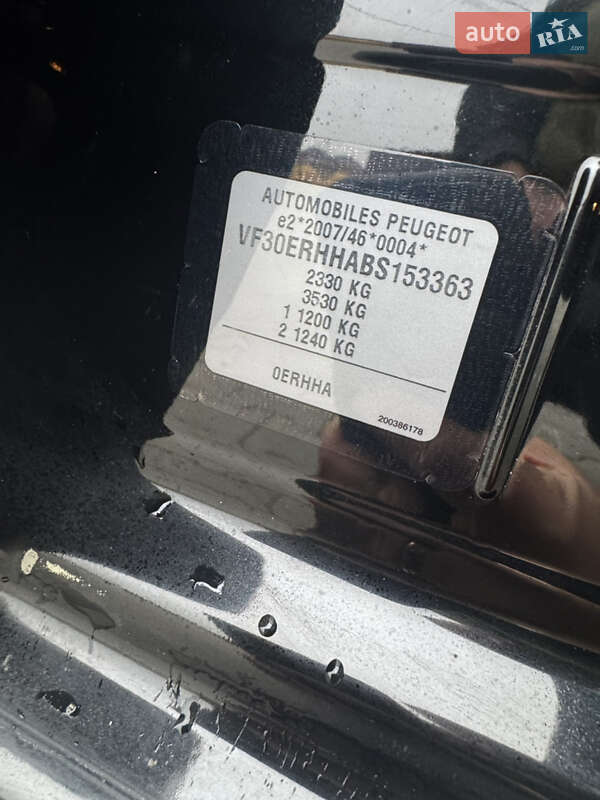 auto RIA .com
AUTOMOBILES PEUGEOT
e2*2007/46*0004*
VF30ERHHABS153363
2330 KG
3530 KG
1 1200 KG
2 1240 KG
0ERHHA
200386178